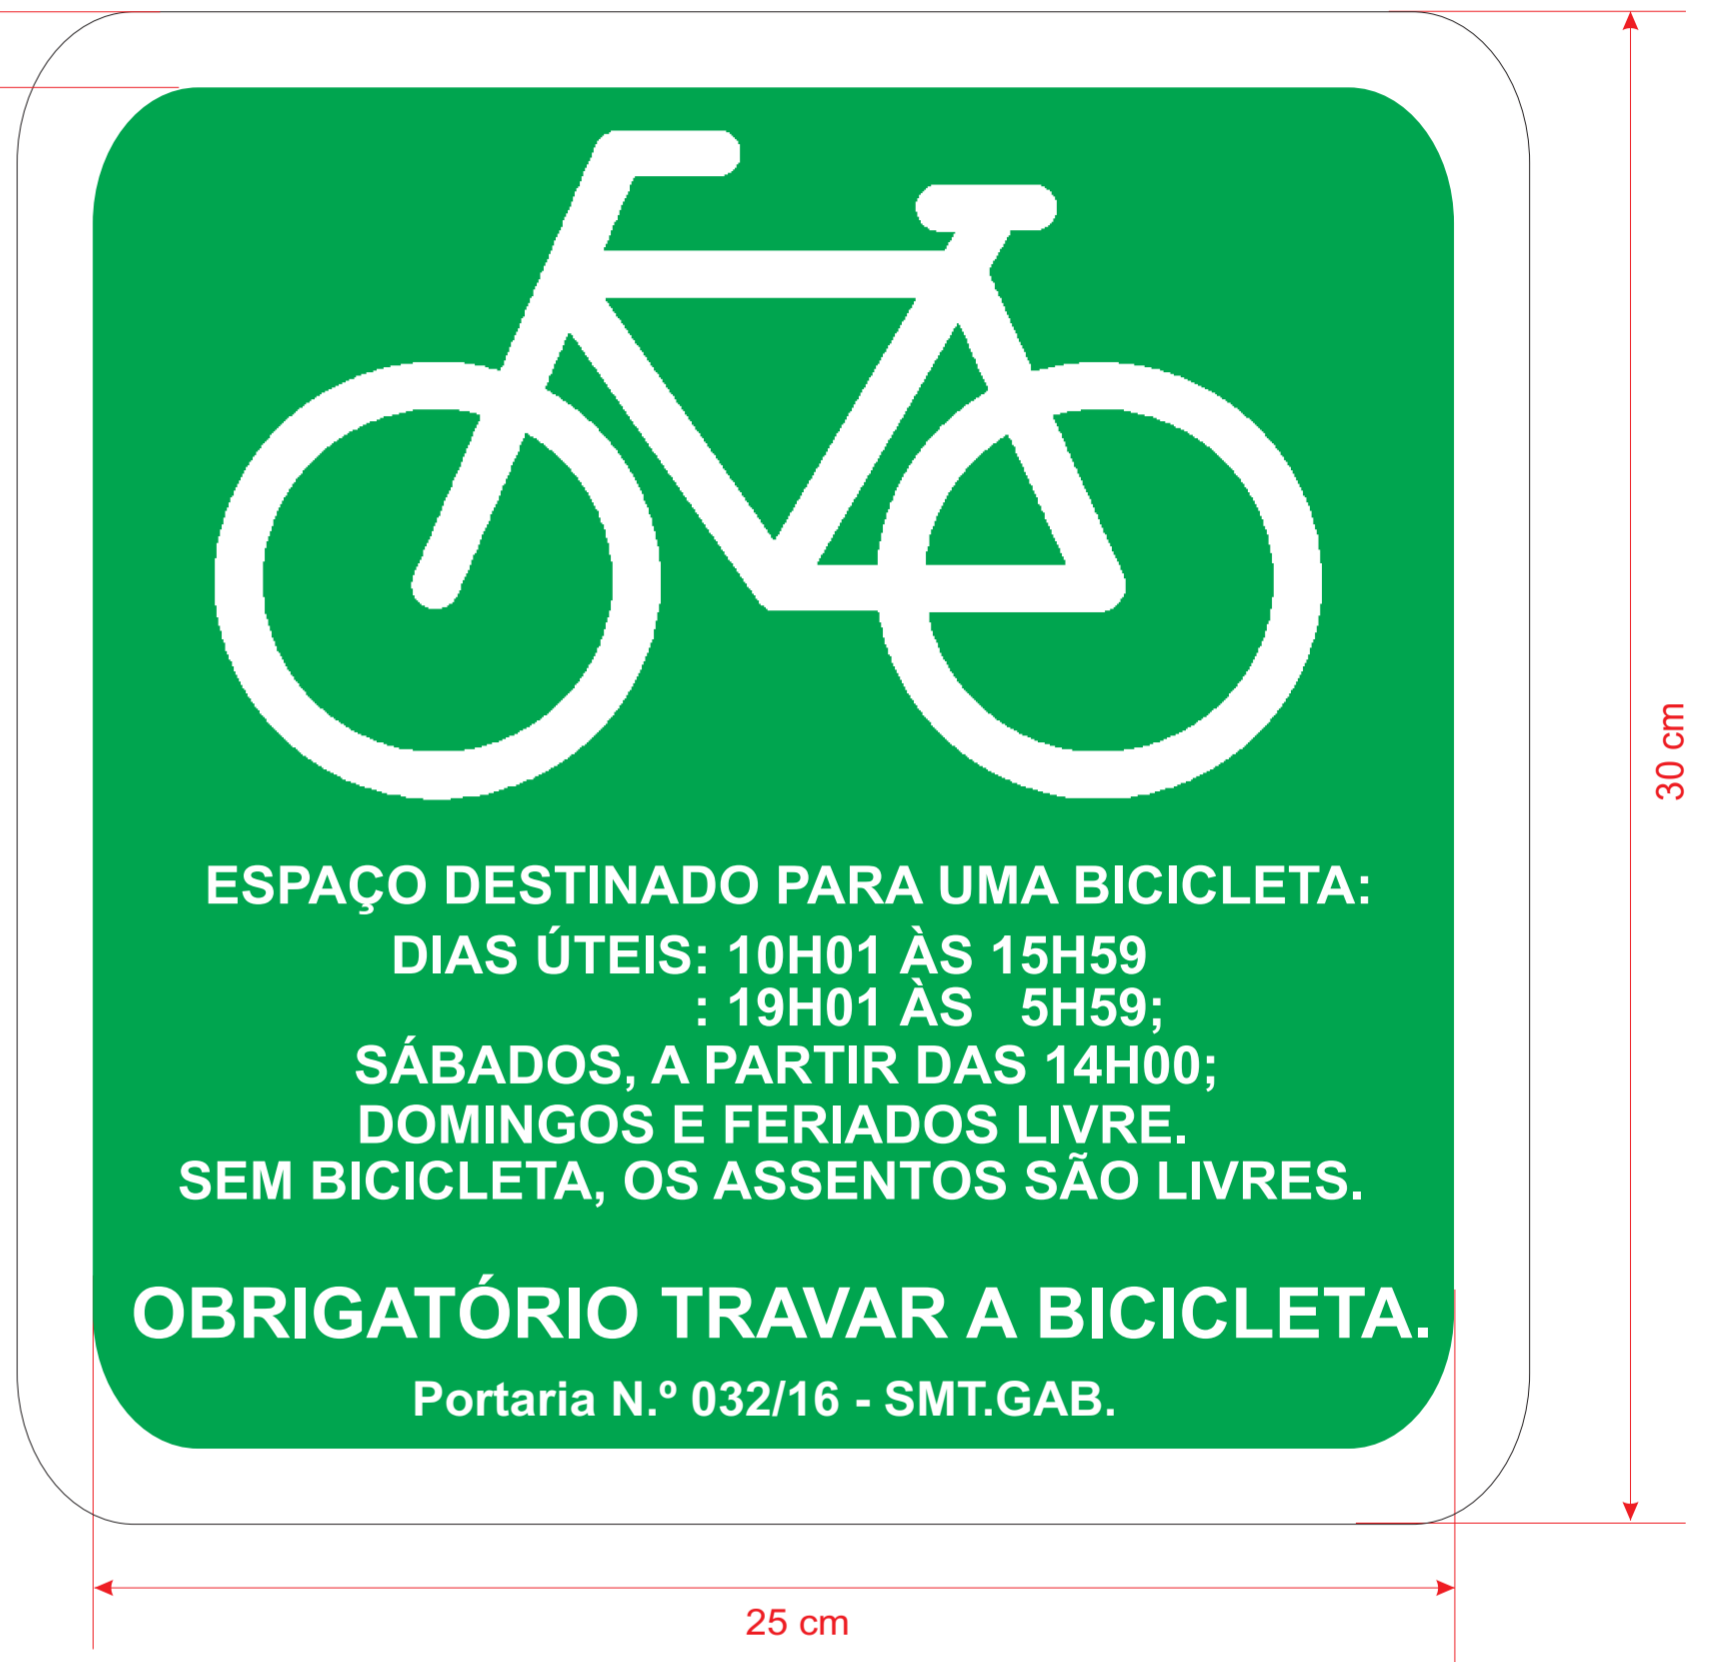 ESPAÇO DESTINADO PARA UMA BICICLETA:
DIAS ÚTEIS: 10H01 ÀS 15H59
: 19H01 ÀS 5H59;
SÁBADOS, A PARTIR DAS 14H00;
DOMINGOS E FERIADOS LIVRE.
SEM BICICLETA, OS ASSENTOS SÃO LIVRES.
OBRIGATÓRIO TRAVAR A BICICLETA.
Portaria N.º 032/16 - SMT.GAB.
30 cm
25 cm